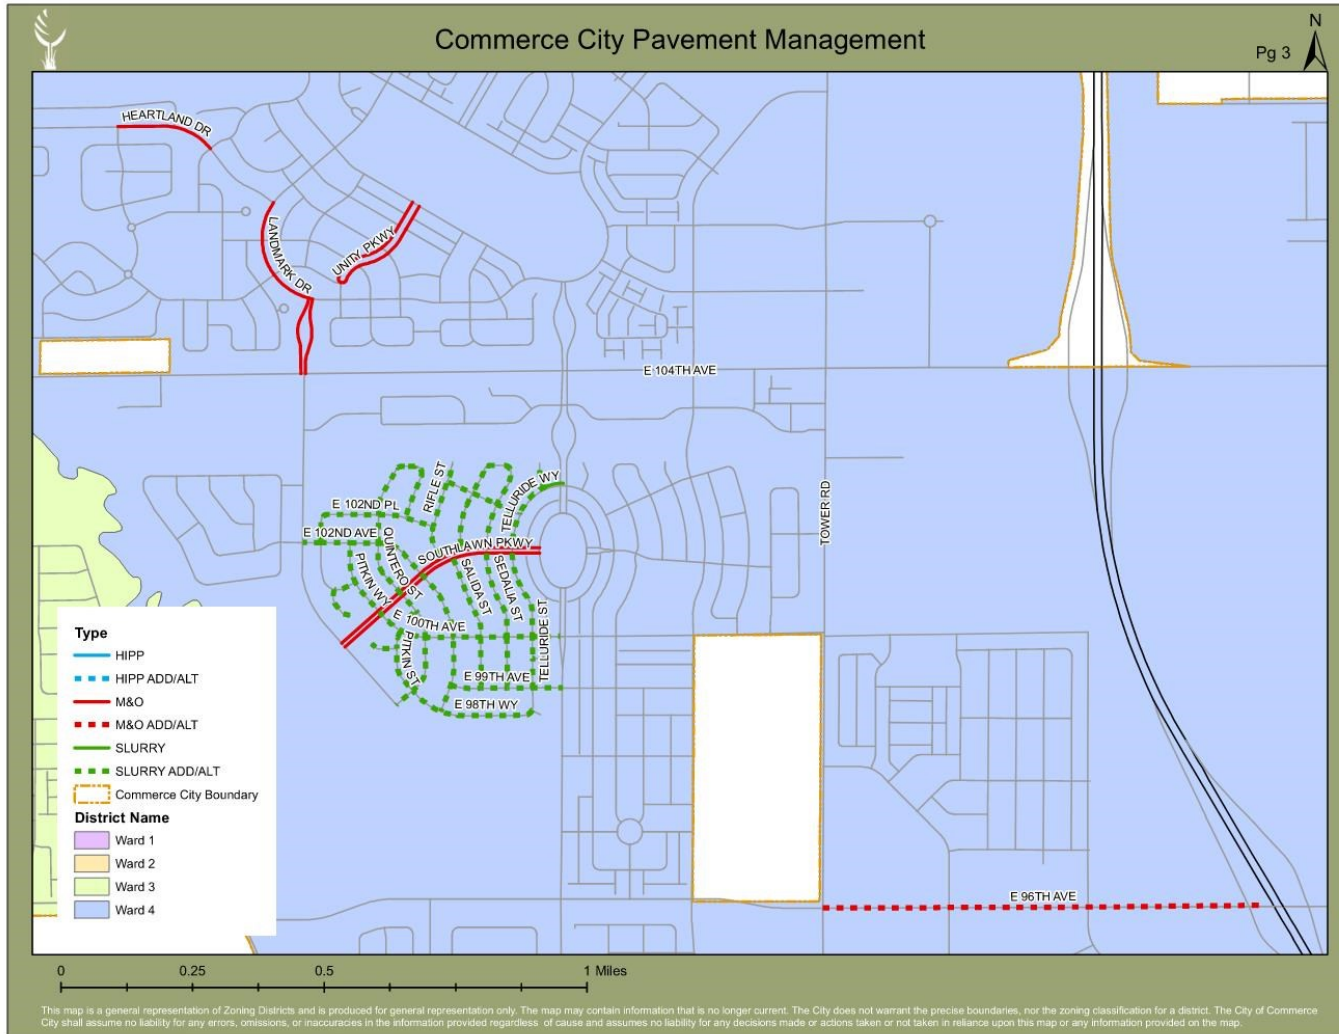 Commerce City Pavement Management
N
Pg 3
HEARTLAND DR
LANDMARK DR
UNITY PKWY
E 104TH AVE
TOWER RD
RIFLE ST
TELLURIDE WY
E 102ND PL
E 102ND AVE
QUINTERO ST
SOUTHLAWN PKWY
PITKIN WY
SALIDA ST
SEDALIA ST
E 100TH AVE
TELLURIDE ST
PITKIN ST
E 99TH AVE
E 98TH WY
E 96TH AVE
Type
HIPP
HIPP ADD/ALT
M&O
M&O ADD/ALT
SLURRY
SLURRY ADD/ALT
Commerce City Boundary
District Name
Ward 1
Ward 2
Ward 3
Ward 4
0 0.25 0.5 1 Miles
This map is a general representation of Zoning Districts and is produced for general representation only. The map may contain information that is no longer current. The City does not warrant the precise boundaries, nor the zoning classification for a district. The City of Commerce
City shall assume no liability for any errors, omissions, or inaccuracies in the information provided regardless of cause and assumes no liability for any decisions made or actions taken or not taken in reliance upon this map or any information provided on the map.